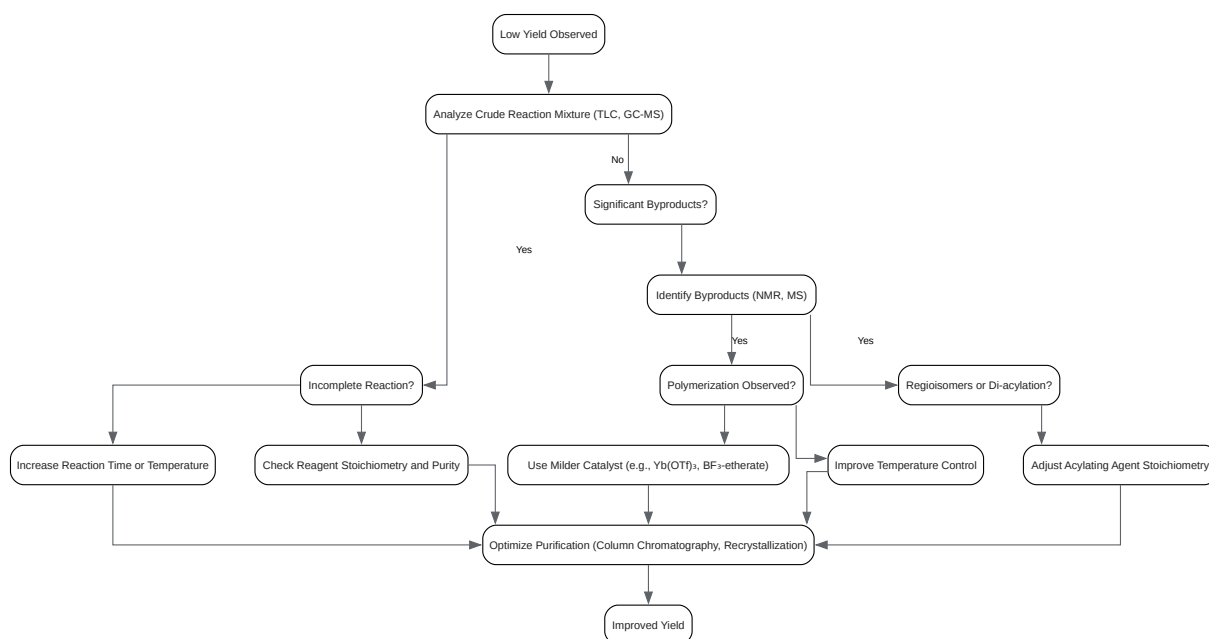 Low Yield Observed
Analyze Crude Reaction Mixture (TLC, GC-MS)
No
Significant Byproducts?
Yes
Identify Byproducts (NMR, MS)
Yes
Yes
Incomplete Reaction?
Polymerization Observed?
Regioisomers or Di-acylation?
Increase Reaction Time or Temperature
Check Reagent Stoichiometry and Purity
Use Milder Catalyst (e.g., Yb(OTf)₃, BF₃-etherate)
Improve Temperature Control
Adjust Acylating Agent Stoichiometry
Optimize Purification (Column Chromatography, Recrystallization)
Improved Yield